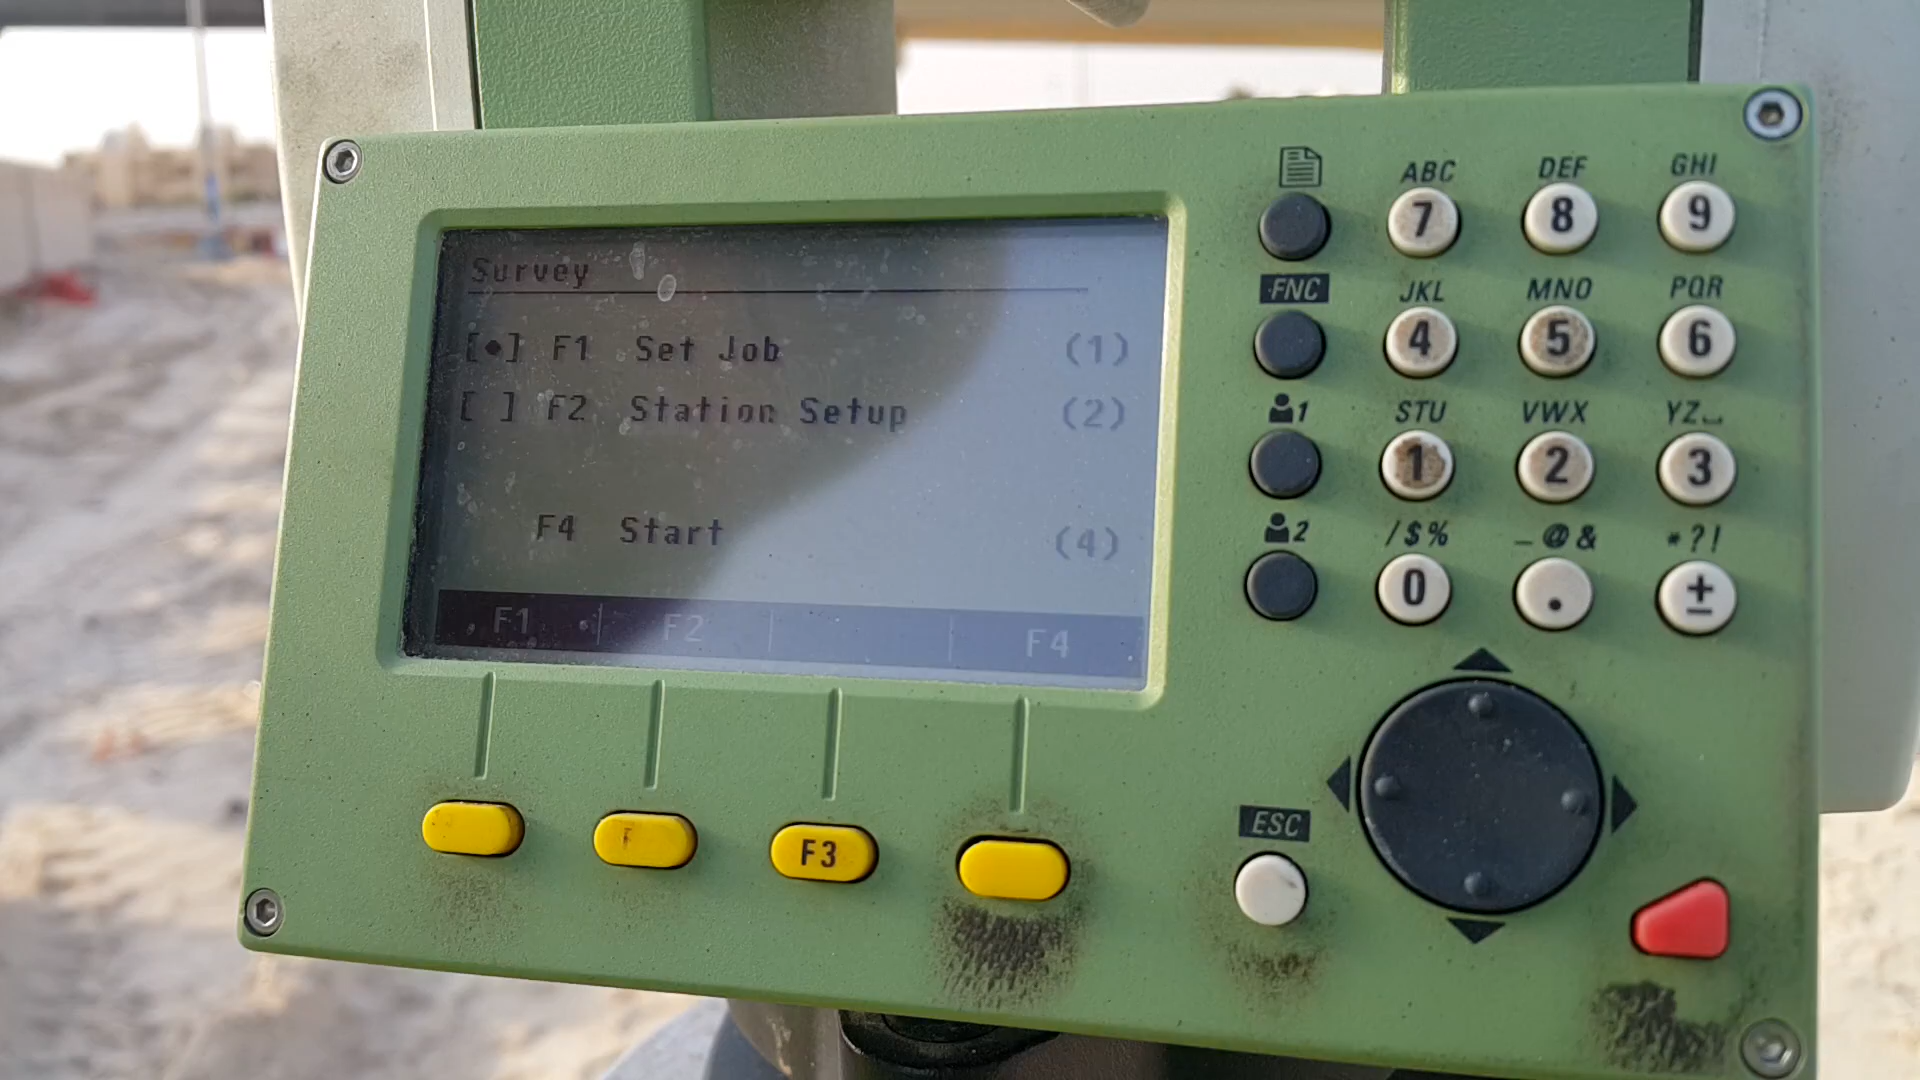 Survey
[•] F1 Set Job (1)
[ ] F2 Station Setup (2)
F4 Start (4)
F1 F2 F4
F F3
ABC DEF GHI
7 8 9
FNC JKL MNO PQR
4 5 6
1 STU VWX YZ␣
1 2 3
2 /$% _@& *?!
0 . ±
ESC